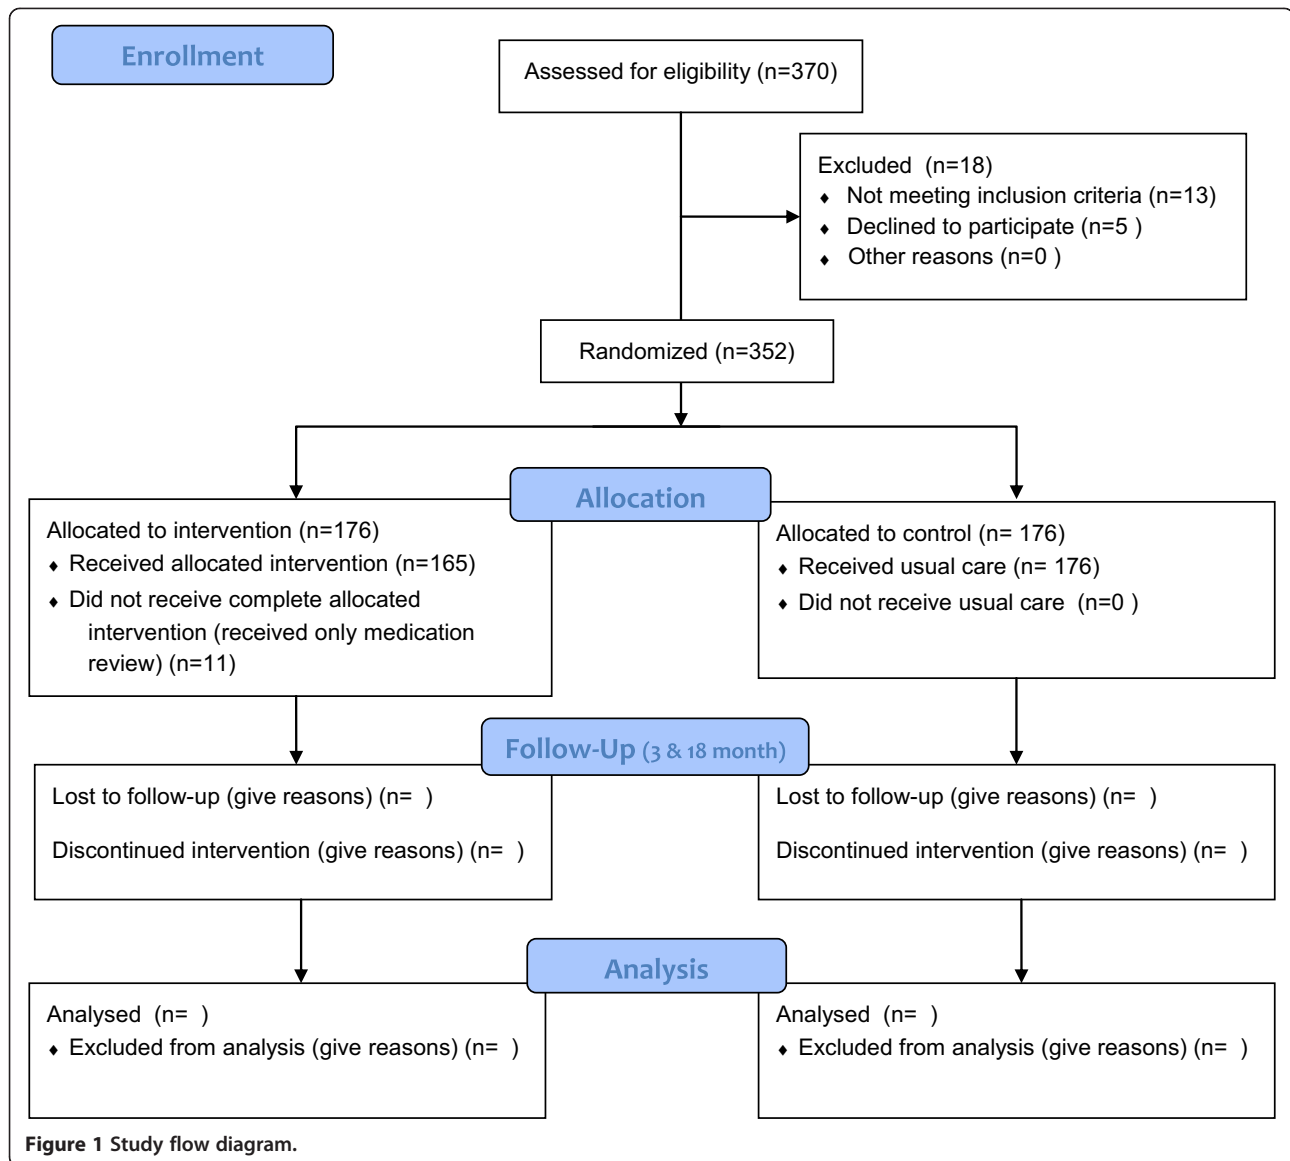 Enrollment
Assessed for eligibility (n=370)
Excluded (n=18)
♦ Not meeting inclusion criteria (n=13)
♦ Declined to participate (n=5 )
♦ Other reasons (n=0 )
Randomized (n=352)
Allocation
Allocated to intervention (n=176)
♦ Received allocated intervention (n=165)
♦ Did not receive complete allocated
intervention (received only medication
review) (n=11)
Allocated to control (n= 176)
♦ Received usual care (n= 176)
♦ Did not receive usual care (n=0 )
Follow-Up (3 & 18 month)
Lost to follow-up (give reasons) (n= )
Discontinued intervention (give reasons) (n= )
Lost to follow-up (give reasons) (n= )
Discontinued intervention (give reasons) (n= )
Analysis
Analysed (n= )
♦ Excluded from analysis (give reasons) (n= )
Analysed (n= )
♦ Excluded from analysis (give reasons) (n= )
Figure 1 Study flow diagram.